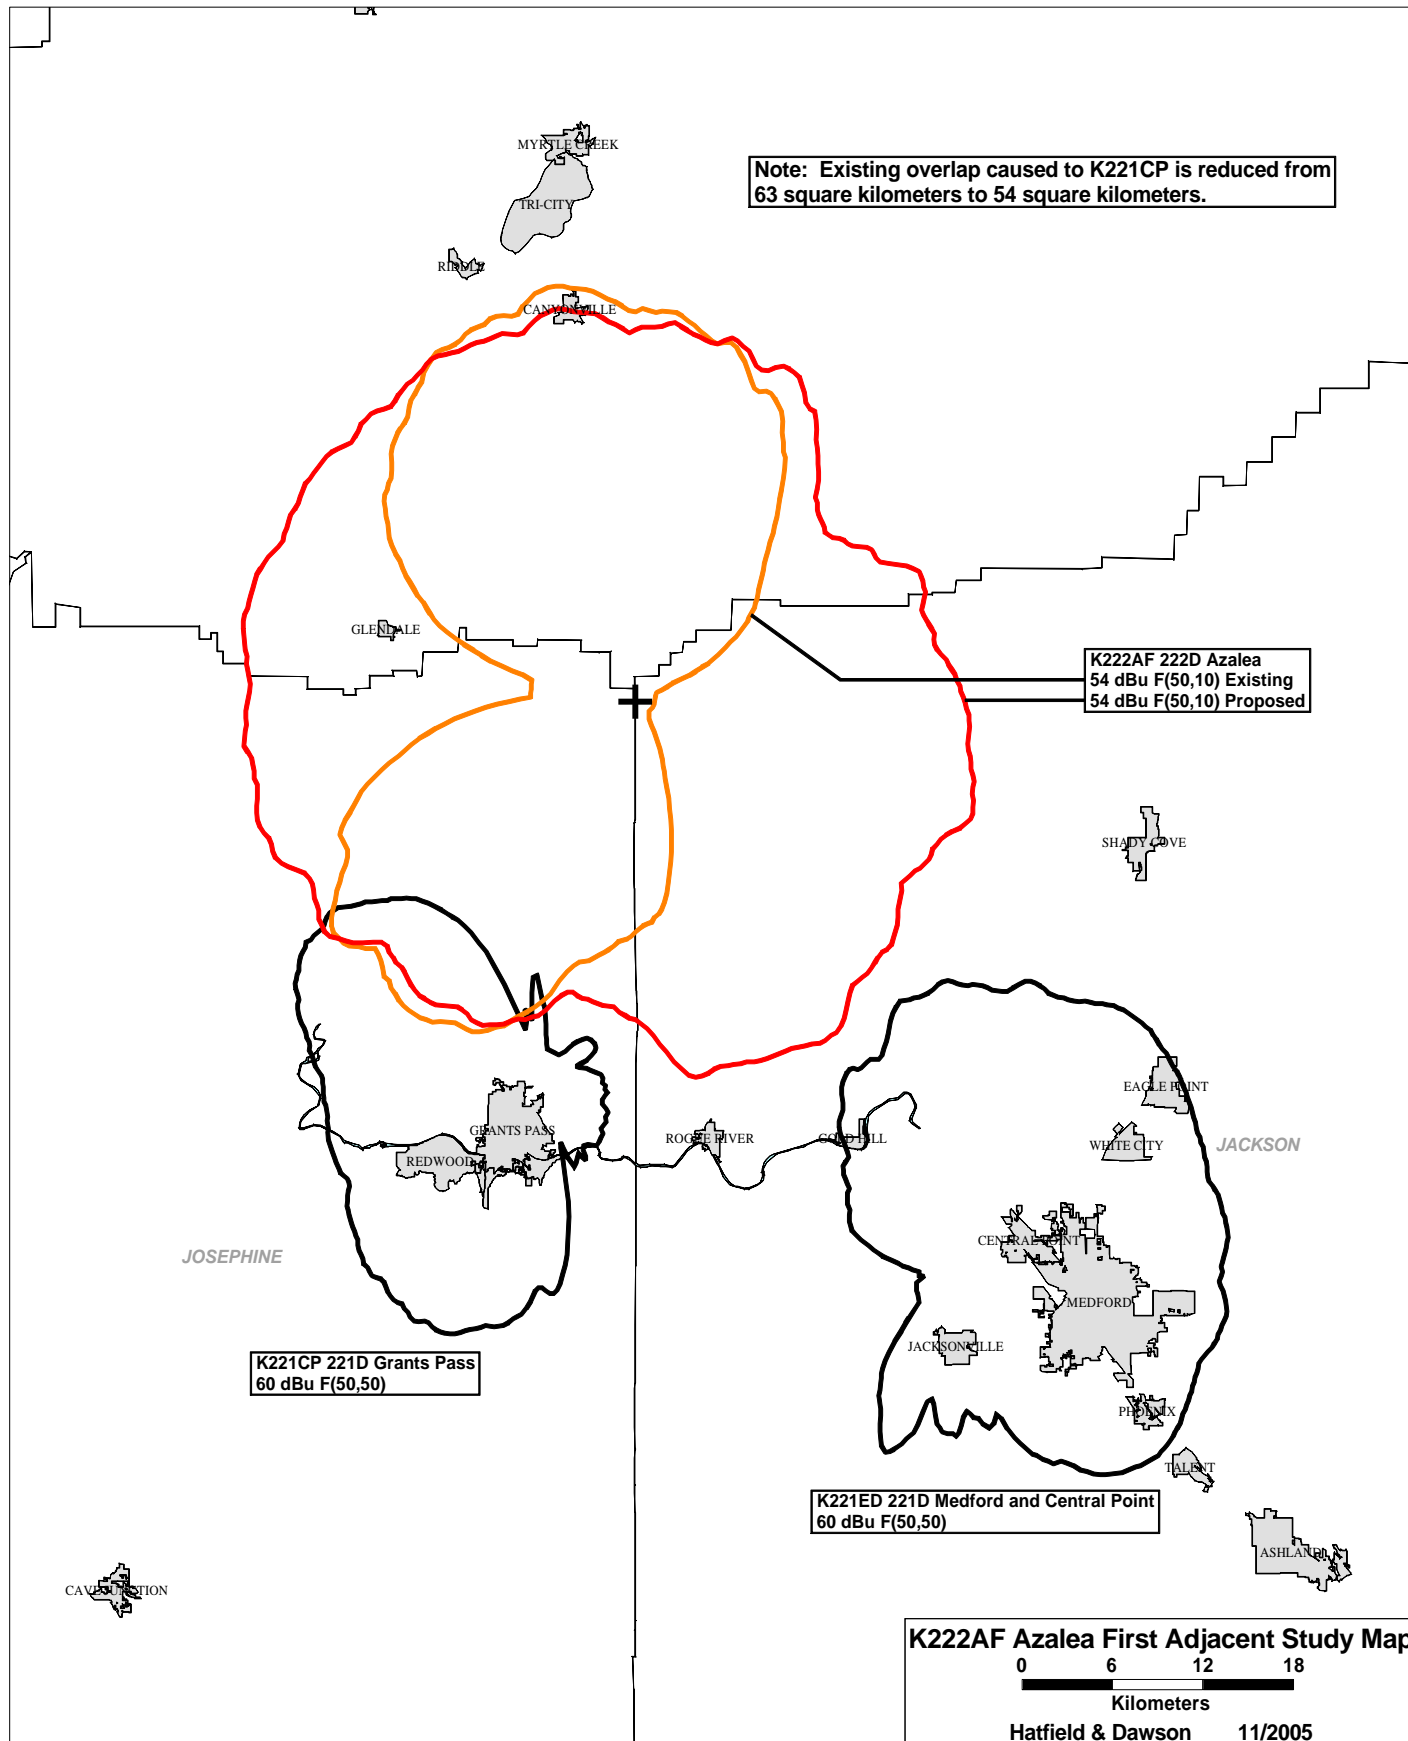 MYRTLE CREEK
Note: Existing overlap caused to K221CP is reduced from
63 square kilometers to 54 square kilometers.
TRI-CITY
RIDDLE
CANYONVILLE
GLENDALE
K222AF 222D Azalea
54 dBu F(50,10) Existing
54 dBu F(50,10) Proposed
SHADY COVE
EAGLE POINT
GRANTS PASS
ROGUE RIVER
GOLD HILL
WHITE CITY
JACKSON
REDWOOD
CENTRAL POINT
JOSEPHINE
MEDFORD
JACKSONVILLE
K221CP 221D Grants Pass
60 dBu F(50,50)
PHOENIX
TALENT
K221ED 221D Medford and Central Point
60 dBu F(50,50)
ASHLAND
CAVE JUNCTION
K222AF Azalea First Adjacent Study Map
0 6 12 18
Kilometers
Hatfield & Dawson 11/2005